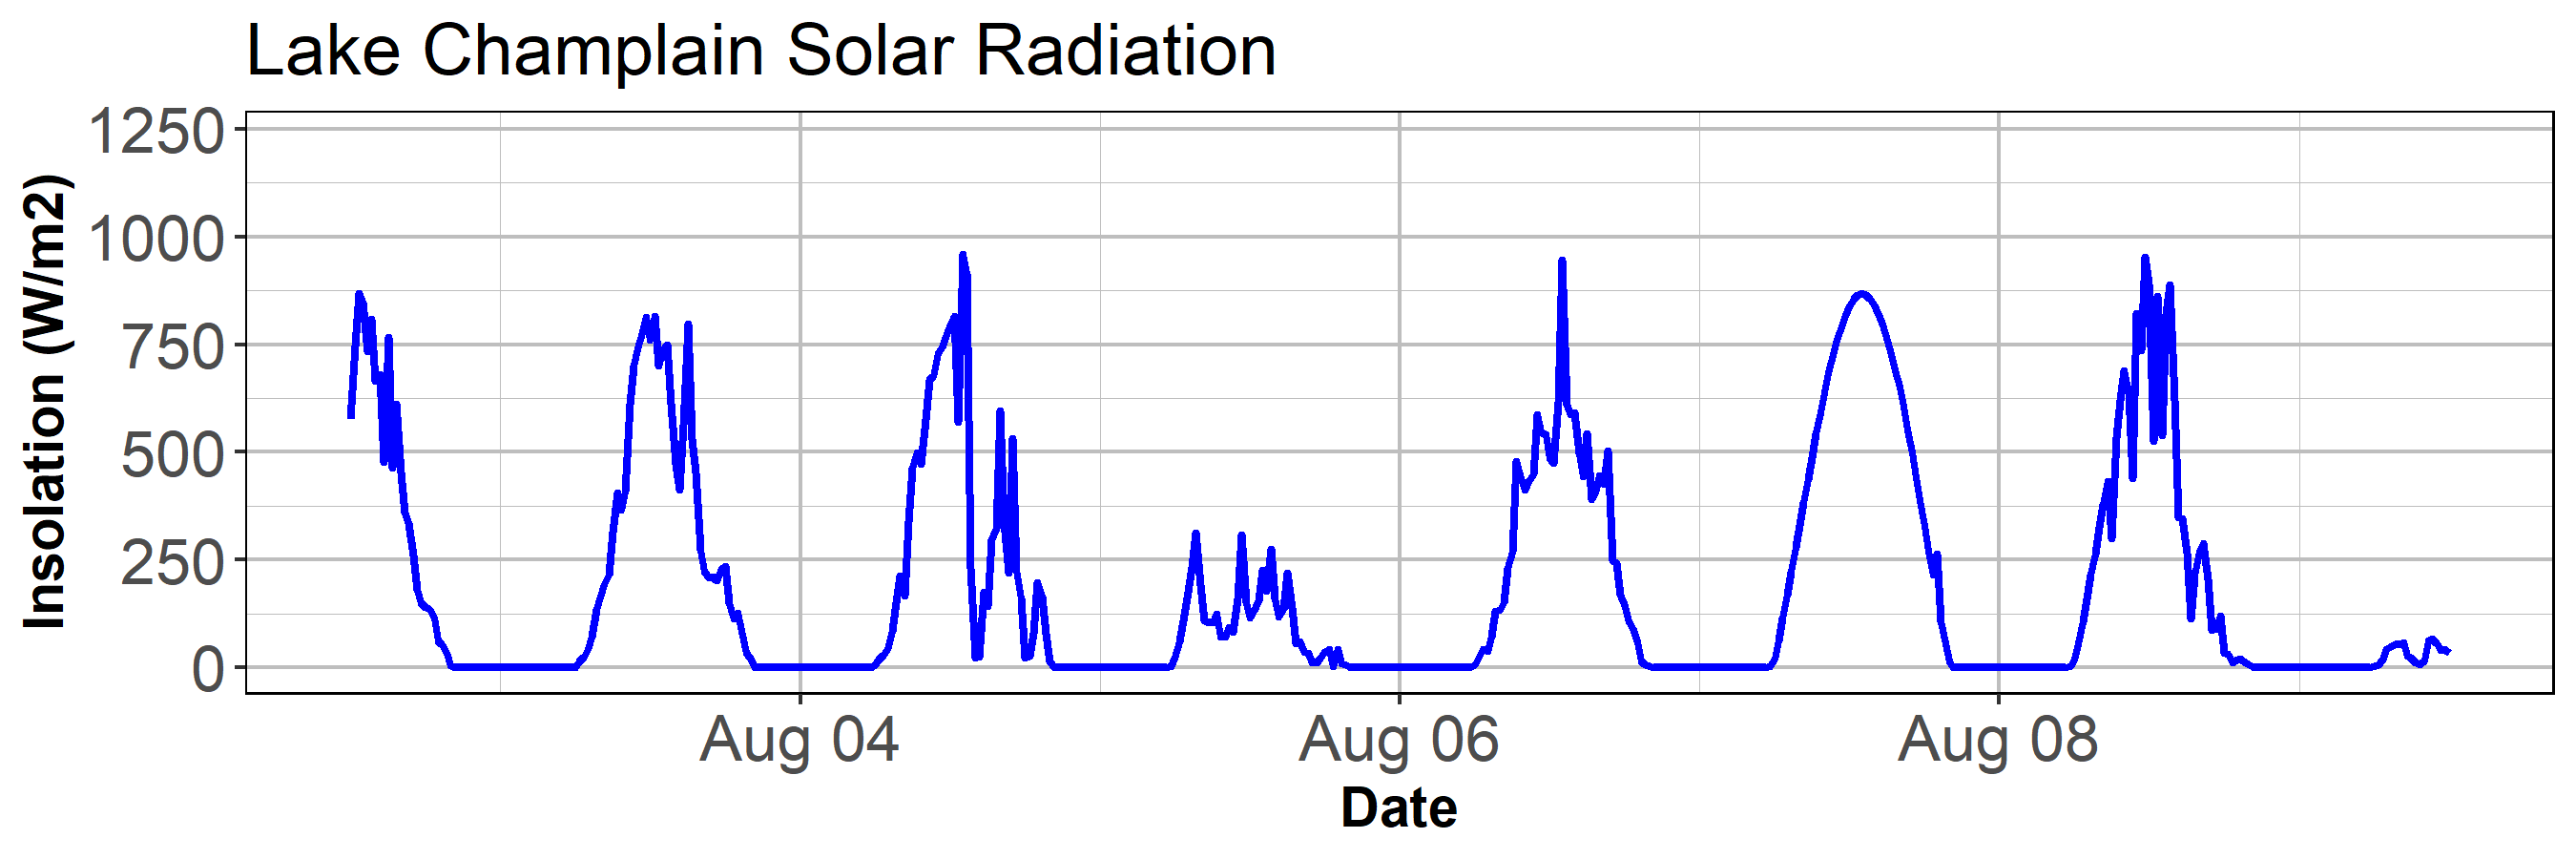 Lake Champlain Solar Radiation
Insolation (W/m2)
1250
1000
750
500
250
0
Aug 04
Aug 06
Aug 08
Date